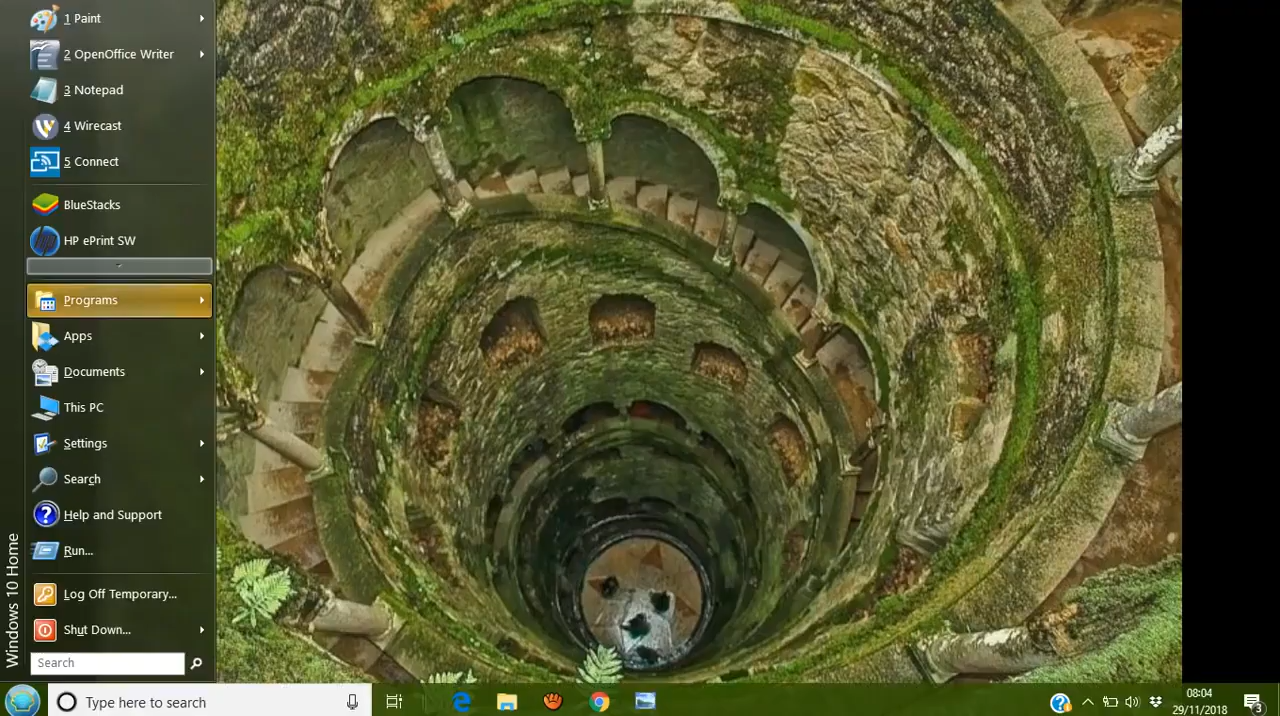 1 Paint
2 OpenOffice Writer
3 Notepad
4 Wirecast
5 Connect
BlueStacks
HP ePrint SW
Programs
Apps
Documents
This PC
Settings
Search
Help and Support
Run...
Log Off Temporary...
Shut Down...
Search
Windows 10 Home
Type here to search
08:04
29/11/2018
3